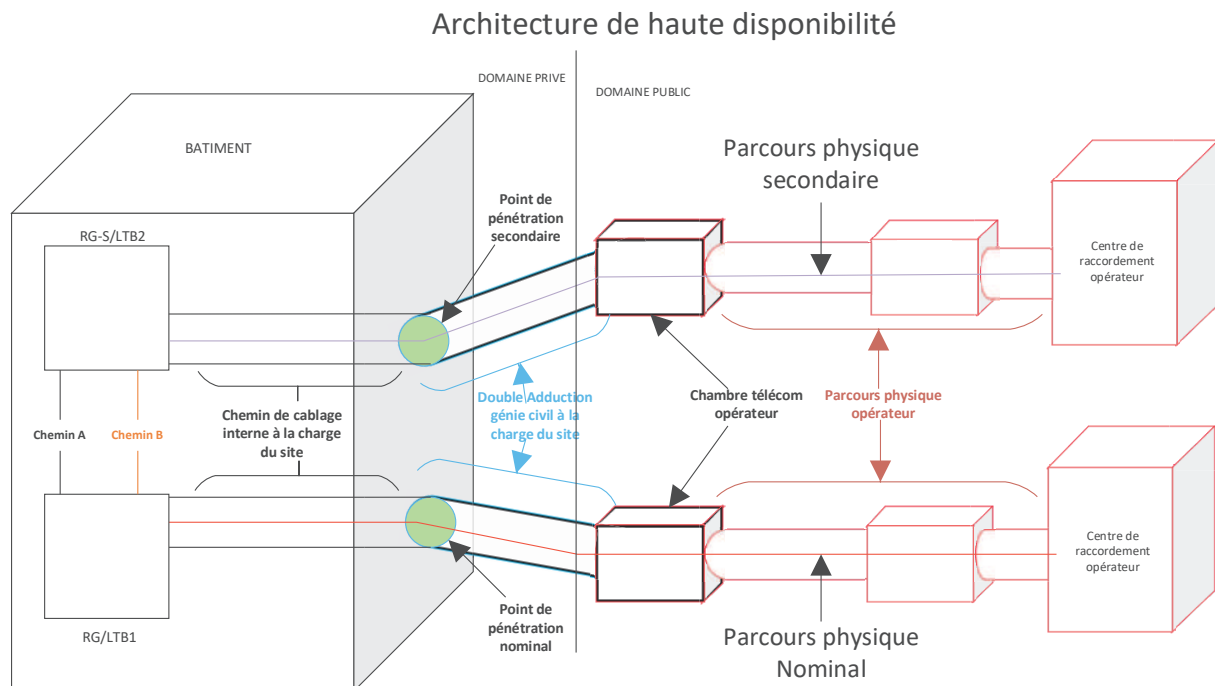 Architecture de haute disponibilité
DOMAINE PRIVE
DOMAINE PUBLIC
BATIMENT
Parcours physique
secondaire
Point de
pénétration
secondaire
RG-S/LTB2
Centre de
raccordement
opérateur
Chemin A
Chemin B
Chemin de cablage
interne à la charge
du site
Double Adduction
génie civil à la
charge du site
Chambre télécom
opérateur
Parcours physique
opérateur
Centre de
raccordement
opérateur
RG/LTB1
Point de
pénétration
nominal
Parcours physique
Nominal